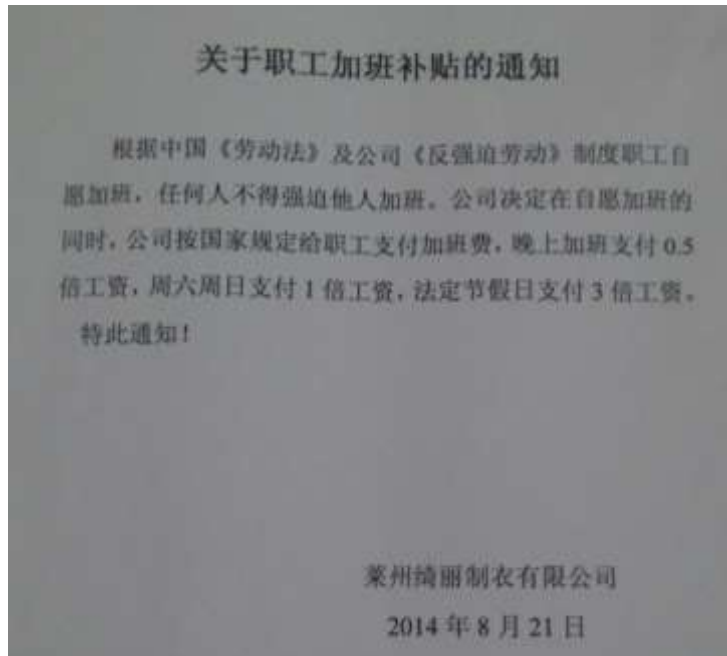 关于职工加班补贴的通知
根据中国《劳动法》及公司《反强迫劳动》制度职工自
愿加班，任何人不得强迫他人加班。公司决定在自愿加班的
同时，公司按国家规定给职工支付加班费，晚上加班支付 0.5
倍工资，周六周日支付 1 倍工资，法定节假日支付 3 倍工资。
特此通知！
莱州绮丽制衣有限公司
2014 年 8 月 21 日